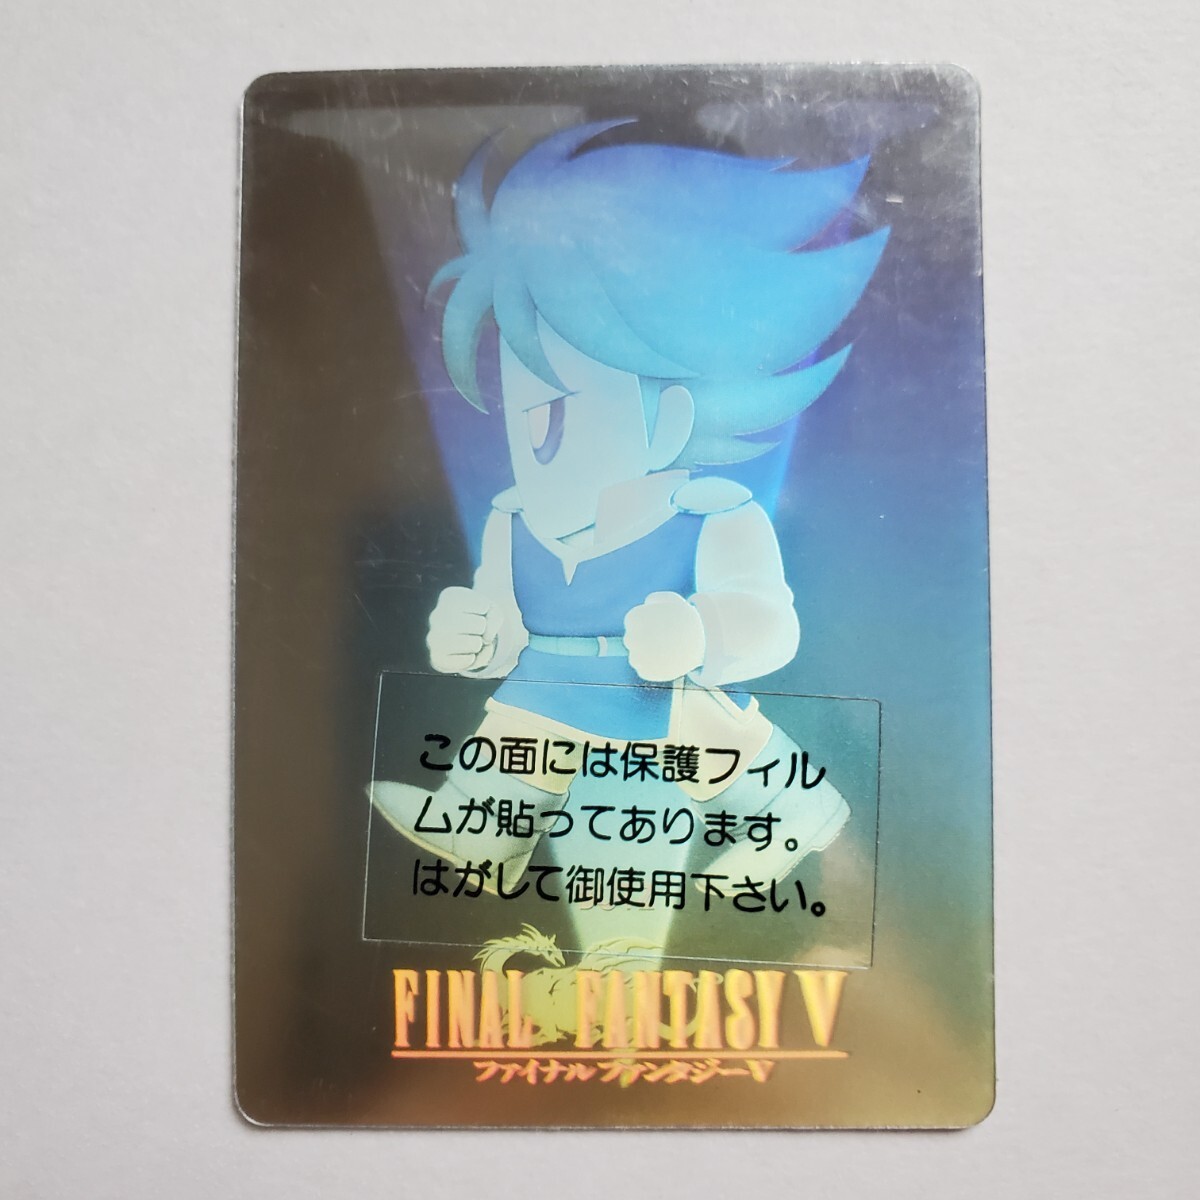 この面には保護フィル
ムが貼ってあります。
はがして御使用下さい。
FINAL FANTASY V
ファイナルファンタジーV